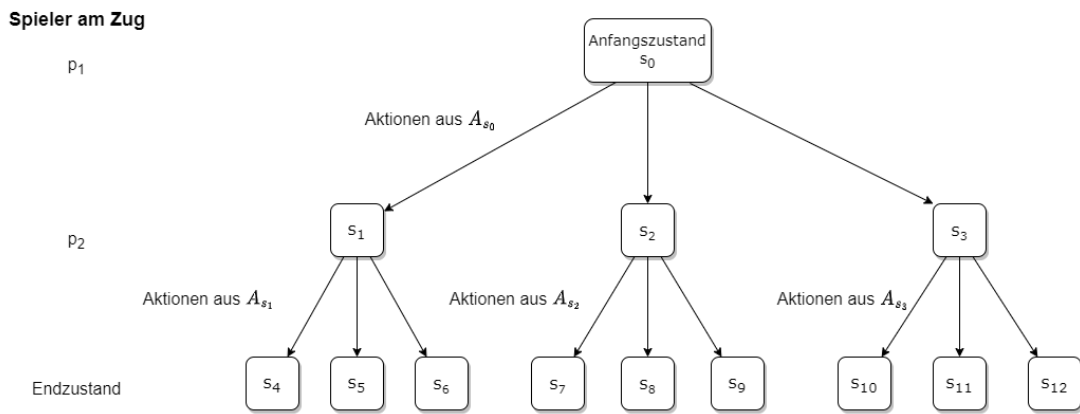 Spieler am Zug
Anfangszustand
s₀
p₁
Aktionen aus Aₛ₀
s₁ s₂ s₃
p₂
Aktionen aus Aₛ₁ Aktionen aus Aₛ₂ Aktionen aus Aₛ₃
Endzustand s₄ s₅ s₆ s₇ s₈ s₉ s₁₀ s₁₁ s₁₂